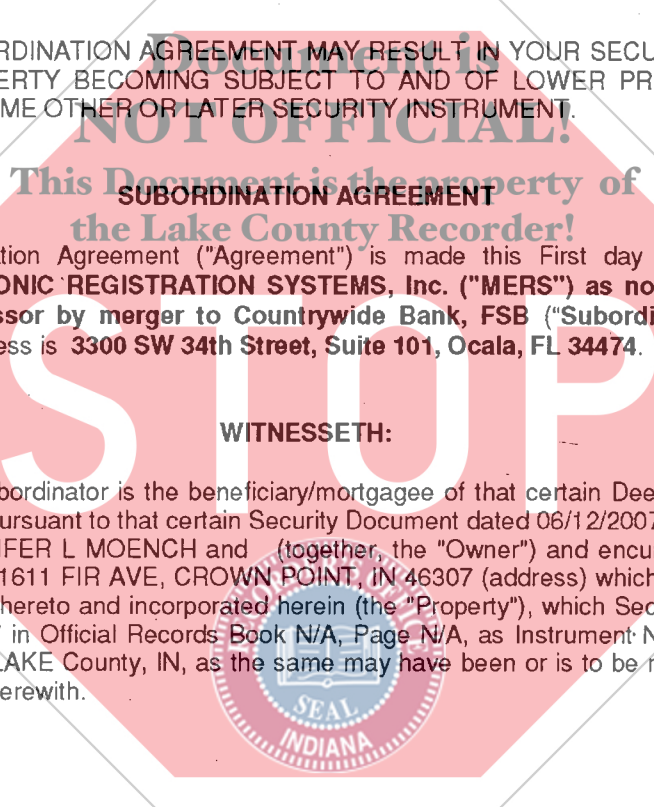 RDINATION AGREEMENT MAY RESULT IN YOUR SECU
ERTY BECOMING SUBJECT TO AND OF LOWER PR
ME OTHER OR LATER SECURITY INSTRUMENT.
Document is
NOT OFFICIAL!
This Document is the property of
the Lake County Recorder!
SUBORDINATION AGREEMENT
tion Agreement ("Agreement") is made this First day
ONIC REGISTRATION SYSTEMS, Inc. ("MERS") as no
ssor by merger to Countrywide Bank, FSB ("Subordi
ess is 3300 SW 34th Street, Suite 101, Ocala, FL 34474.
STOP
WITNESSETH:
bordinator is the beneficiary/mortgagee of that certain Dee
ursuant to that certain Security Document dated 06/12/2007
IFER L MOENCH and (together, the "Owner") and encu
1611 FIR AVE, CROWN POINT, IN 46307 (address) which
hereto and incorporated herein (the "Property"), which Sec
in Official Records Book N/A, Page N/A, as Instrument N
LAKE County, IN, as the same may have been or is to be
erewith.
SEAL
INDIANA